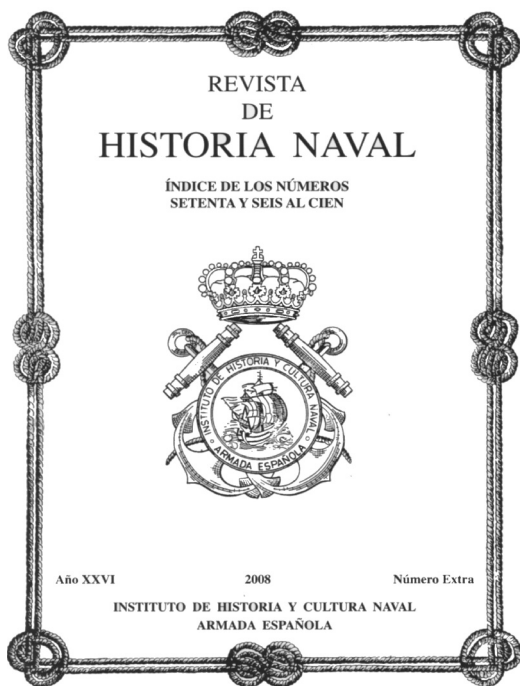 REVISTA
DE
HISTORIA NAVAL
ÍNDICE DE LOS NÚMEROS
SETENTA Y SEIS AL CIEN
INSTITUTO DE HISTORIA Y CULTURA NAVAL
ARMADA ESPAÑOLA
Año XXVI 2008 Número Extra
INSTITUTO DE HISTORIA Y CULTURA NAVAL
ARMADA ESPAÑOLA